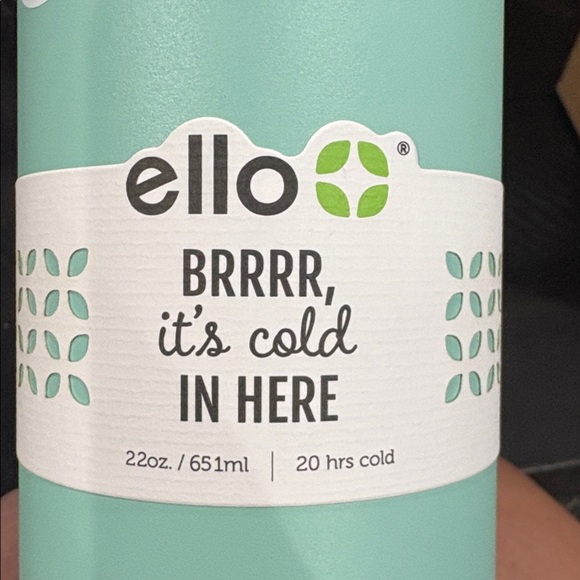 ello®
BRRRR,
it's cold
IN HERE
22oz. / 651ml | 20 hrs cold